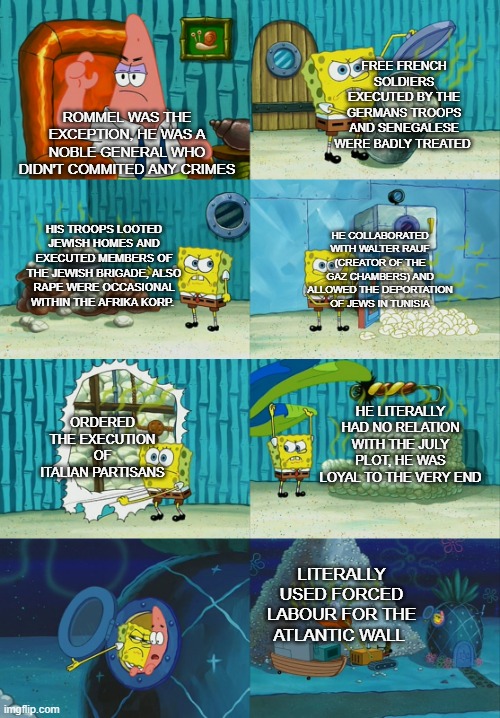 ROMMEL WAS THE
EXCEPTION, HE WAS A
NOBLE GENERAL WHO
DIDN'T COMMITED ANY CRIMES
FREE FRENCH
SOLDIERS
EXECUTED BY THE
GERMANS TROOPS
AND SENEGALESE
WERE BADLY TREATED
HIS TROOPS LOOTED
JEWISH HOMES AND
EXECUTED MEMBERS OF
THE JEWISH BRIGADE, ALSO
RAPE WERE OCCASIONAL
WITHIN THE AFRIKA KORP.
HE COLLABORATED
WITH WALTER RAUF
(CREATOR OF THE
GAZ CHAMBERS) AND
ALLOWED THE DEPORTATION
OF JEWS IN TUNISIA
ORDERED
THE EXECUTION
OF
ITALIAN PARTISANS
HE LITERALLY
HAD NO RELATION
WITH THE JULY
PLOT, HE WAS
LOYAL TO THE VERY END
LITERALLY
USED FORCED
LABOUR FOR THE
ATLANTIC WALL
imgflip.com